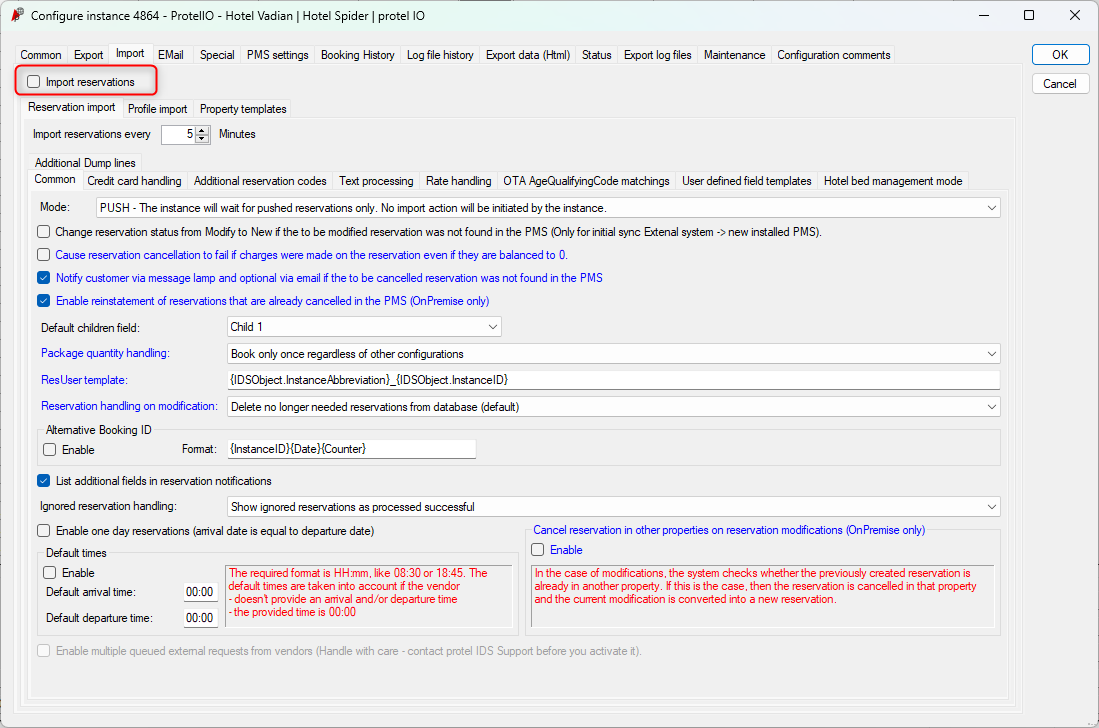 Configure instance 4864 - ProtelIO - Hotel Vadian | Hotel Spider | protel IO
Common Export Import EMail Special PMS settings Booking History Log file history Export data (Html) Status Export log files Maintenance Configuration comments
OK
Import reservations
Cancel
Reservation import Profile import Property templates
Import reservations every 5 Minutes
Additional Dump lines
Common Credit card handling Additional reservation codes Text processing Rate handling OTA AgeQualifyingCode matchings User defined field templates Hotel bed management mode
Mode: PUSH - The instance will wait for pushed reservations only. No import action will be initiated by the instance.
Change reservation status from Modify to New if the to be modified reservation was not found in the PMS (Only for initial sync Extenal system -> new installed PMS).
Cause reservation cancellation to fail if charges were made on the reservation even if they are balanced to 0.
Notify customer via message lamp and optional via email if the to be cancelled reservation was not found in the PMS
Enable reinstatement of reservations that are already cancelled in the PMS (OnPremise only)
Default children field: Child 1
Package quantity handling: Book only once regardless of other configurations
ResUser template: {IDSObject.InstanceAbbreviation}_{IDSObject.InstanceID}
Reservation handling on modification: Delete no longer needed reservations from database (default)
Alternative Booking ID
Enable Format: {InstanceID}{Date}{Counter}
List additional fields in reservation notifications
Ignored reservation handling: Show ignored reservations as processed successful
Enable one day reservations (arrival date is equal to departure date)
Default times
Enable
Default arrival time: 00:00
Default departure time: 00:00
The required format is HH:mm, like 08:30 or 18:45. The
default times are taken into account if the vendor
- doesn't provide an arrival and/or departure time
- the provided time is 00:00
Cancel reservation in other properties on reservation modifications (OnPremise only)
Enable
In the case of modifications, the system checks whether the previously created reservation is
already in another property. If this is the case, then the reservation is cancelled in that property
and the current modification is converted into a new reservation.
Enable multiple queued external requests from vendors (Handle with care - contact protel IDS Support before you activate it).